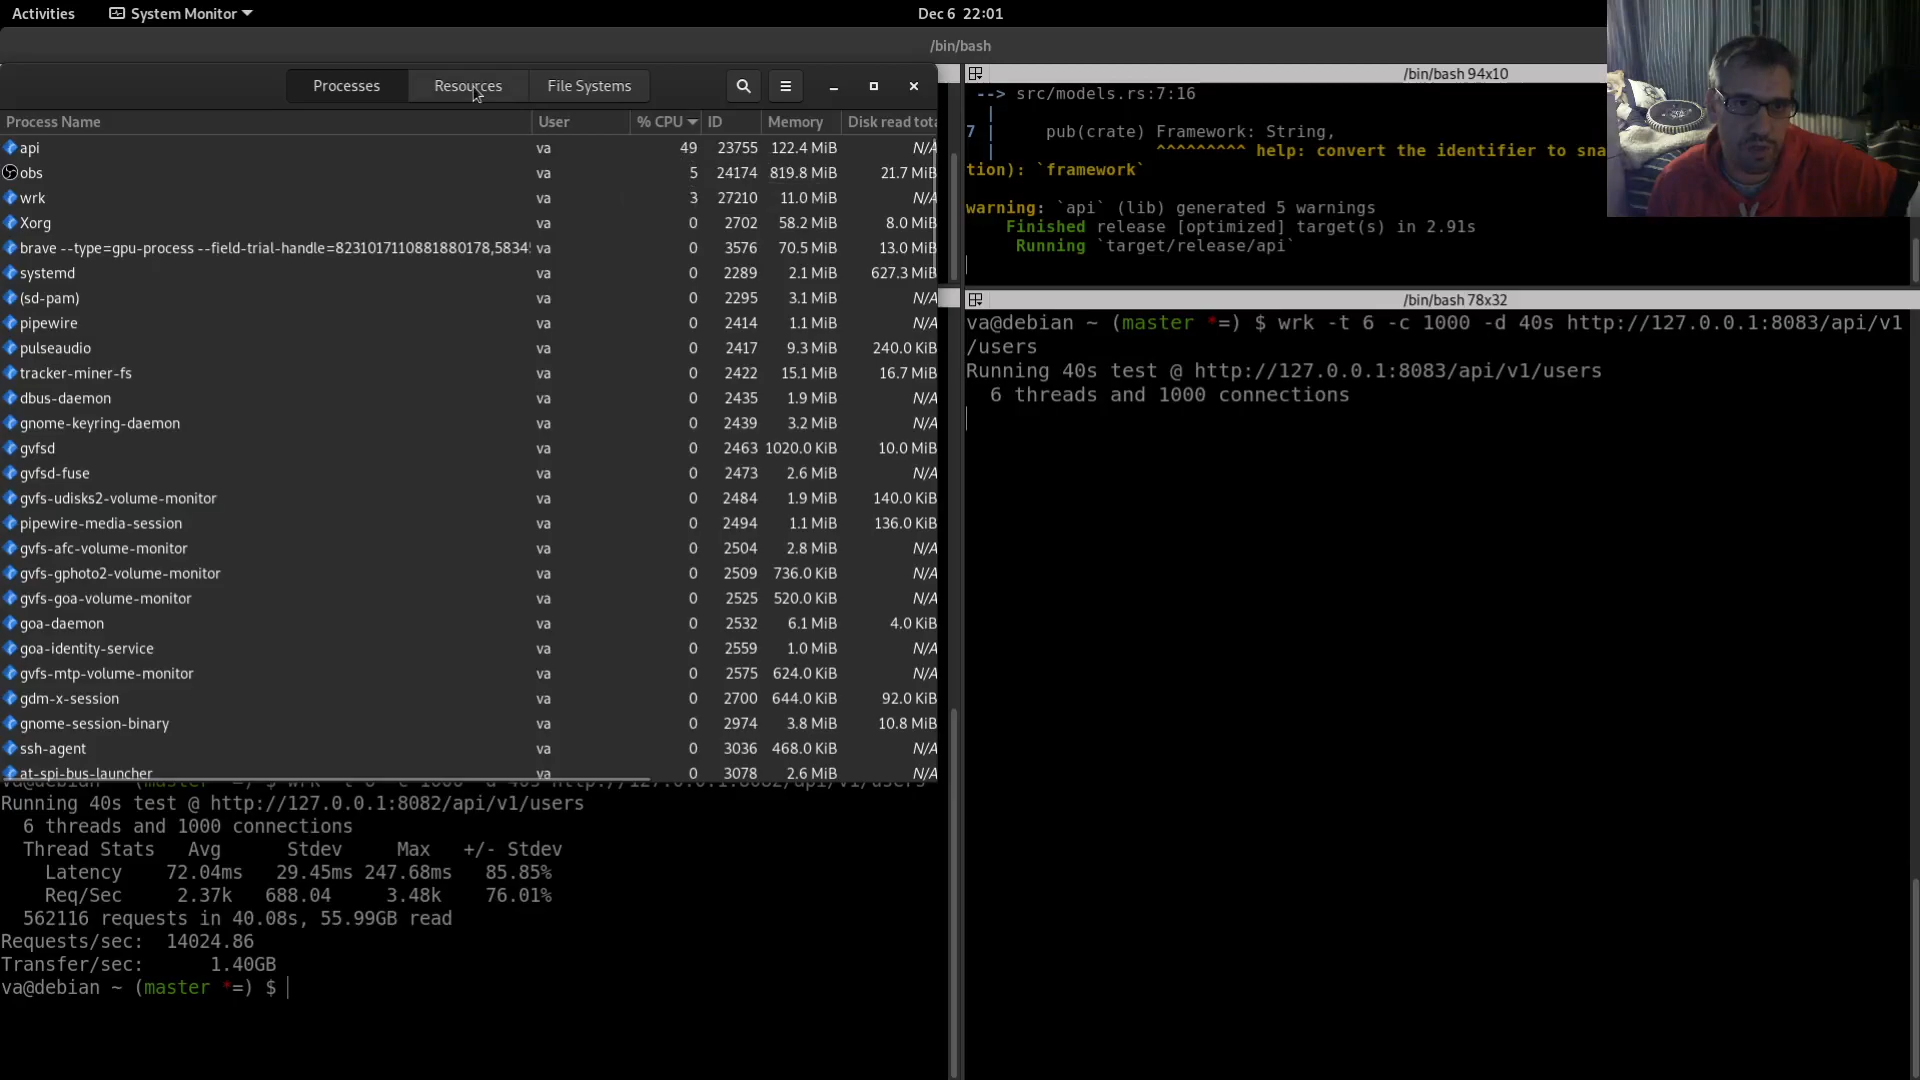 Activities System Monitor Dec 6 22:01
/bin/bash
Processes Resources File Systems
Process Name User % CPU ID Memory Disk read tota
api va 49 23755 122.4 MiB N/A
obs va 5 24174 819.8 MiB 21.7 MiB
wrk va 3 27210 11.0 MiB N/A
Xorg va 0 2702 58.2 MiB 8.0 MiB
brave --type=gpu-process --field-trial-handle=8231017110881880178,5834 va 0 3576 70.5 MiB 13.0 MiB
systemd va 0 2289 2.1 MiB 627.3 MiB
(sd-pam) va 0 2295 3.1 MiB N/A
pipewire va 0 2414 1.1 MiB N/A
pulseaudio va 0 2417 9.3 MiB 240.0 KiB
tracker-miner-fs va 0 2422 15.1 MiB 16.7 MiB
dbus-daemon va 0 2435 1.9 MiB N/A
gnome-keyring-daemon va 0 2439 3.2 MiB N/A
gvfsd va 0 2463 1020.0 KiB 10.0 MiB
gvfsd-fuse va 0 2473 2.6 MiB N/A
gvfs-udisks2-volume-monitor va 0 2484 1.9 MiB 140.0 KiB
pipewire-media-session va 0 2494 1.1 MiB 136.0 KiB
gvfs-afc-volume-monitor va 0 2504 2.8 MiB N/A
gvfs-gphoto2-volume-monitor va 0 2509 736.0 KiB N/A
gvfs-goa-volume-monitor va 0 2525 520.0 KiB N/A
goa-daemon va 0 2532 6.1 MiB 4.0 KiB
goa-identity-service va 0 2559 1.0 MiB N/A
gvfs-mtp-volume-monitor va 0 2575 624.0 KiB N/A
gdm-x-session va 0 2700 644.0 KiB 92.0 KiB
gnome-session-binary va 0 2974 3.8 MiB 10.8 MiB
ssh-agent va 0 3036 468.0 KiB N/A
at-spi-bus-launcher va 0 3078 2.6 MiB N/A
Running 40s test @ http://127.0.0.1:8082/api/v1/users
6 threads and 1000 connections
Thread Stats Avg Stdev Max +/- Stdev
Latency 72.04ms 29.45ms 247.68ms 85.85%
Req/Sec 2.37k 688.04 3.48k 76.01%
562116 requests in 40.08s, 55.99GB read
Requests/sec: 14024.86
Transfer/sec: 1.40GB
va@debian ~ (master *=) $
/bin/bash 94x10
--> src/models.rs:7:16
|
7 | pub(crate) Framework: String,
| ^^^^^^^^^ help: convert the identifier to sna
tion): `framework`
warning: `api` (lib) generated 5 warnings
Finished release [optimized] target(s) in 2.91s
Running `target/release/api`
/bin/bash 78x32
va@debian ~ (master *=) $ wrk -t 6 -c 1000 -d 40s http://127.0.0.1:8083/api/v1
/users
Running 40s test @ http://127.0.0.1:8083/api/v1/users
6 threads and 1000 connections